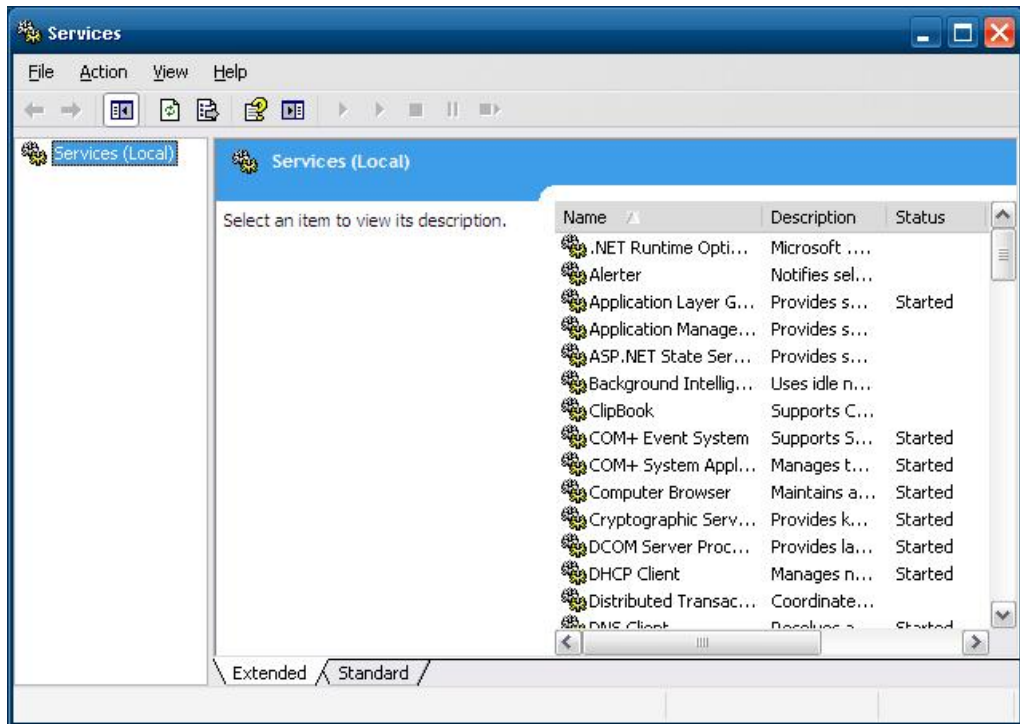 Services
File Action View Help
Services (Local)
Services (Local)
Select an item to view its description.
Name Description Status
.NET Runtime Opti... Microsoft ....
Alerter Notifies sel...
Application Layer G... Provides s... Started
Application Manage... Provides s...
ASP.NET State Ser... Provides s...
Background Intellig... Uses idle n...
ClipBook Supports C...
COM+ Event System Supports S... Started
COM+ System Appl... Manages t... Started
Computer Browser Maintains a... Started
Cryptographic Serv... Provides k... Started
DCOM Server Proc... Provides la... Started
DHCP Client Manages n... Started
Distributed Transac... Coordinate...
DNS Client Resolves a... Started
Extended Standard